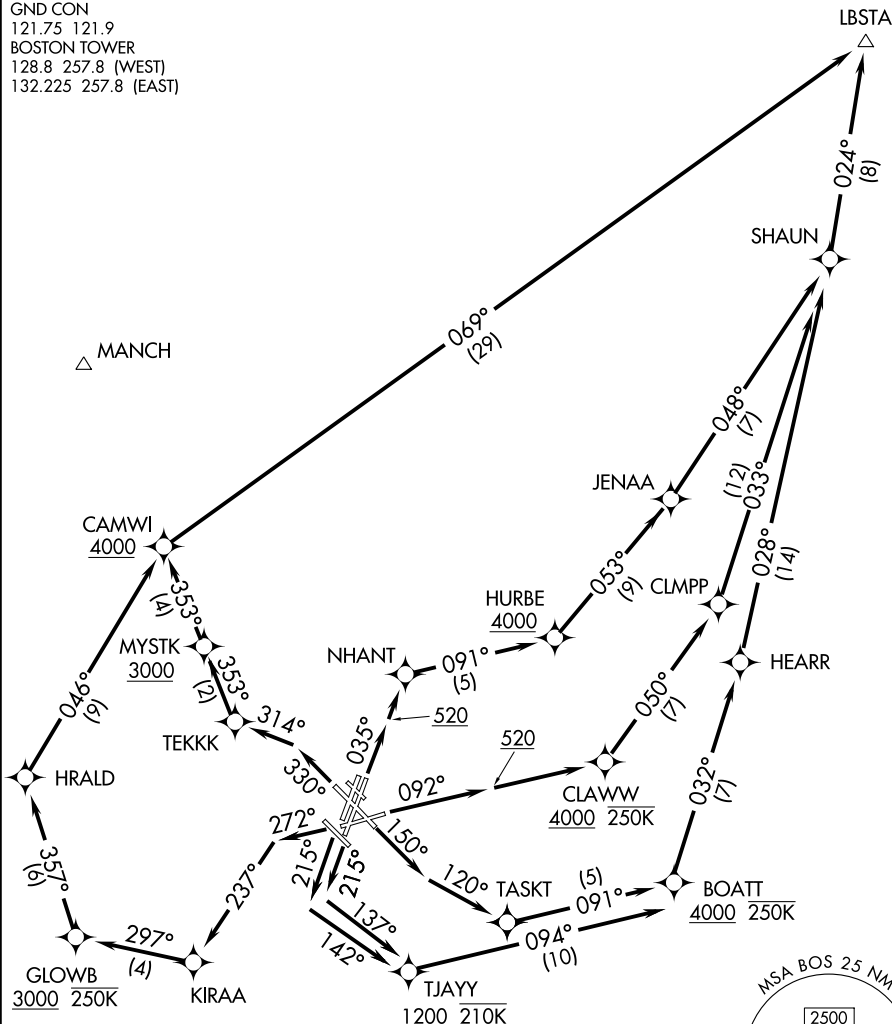 GND CON
121.75 121.9
BOSTON TOWER
128.8 257.8 (WEST)
132.225 257.8 (EAST)
LBSTA
024°
(8)
SHAUN
069°
(29)
MANCH
048°
(7)
(12)
033°
JENAA
028°
(14)
CAMWI
4000
353°
(4)
053°
(9)
CLMPP
HURBE
4000
MYSTK
3000
353°
(2)
NHANT
091°
(5)
HEARR
046°
(9)
050°
(7)
314°
520
TEKKK
035°
520
HRALD
330°
092°
CLAWW
4000 250K
032°
(7)
272°
150°
357°
(6)
215°
215°
237°
120°
TASKT
(5)
091°
BOATT
4000 250K
137°
142°
094°
(10)
297°
(4)
GLOWB
3000 250K
KIRAA
TJAYY
1200 210K
MSA BOS 25 NM
2500